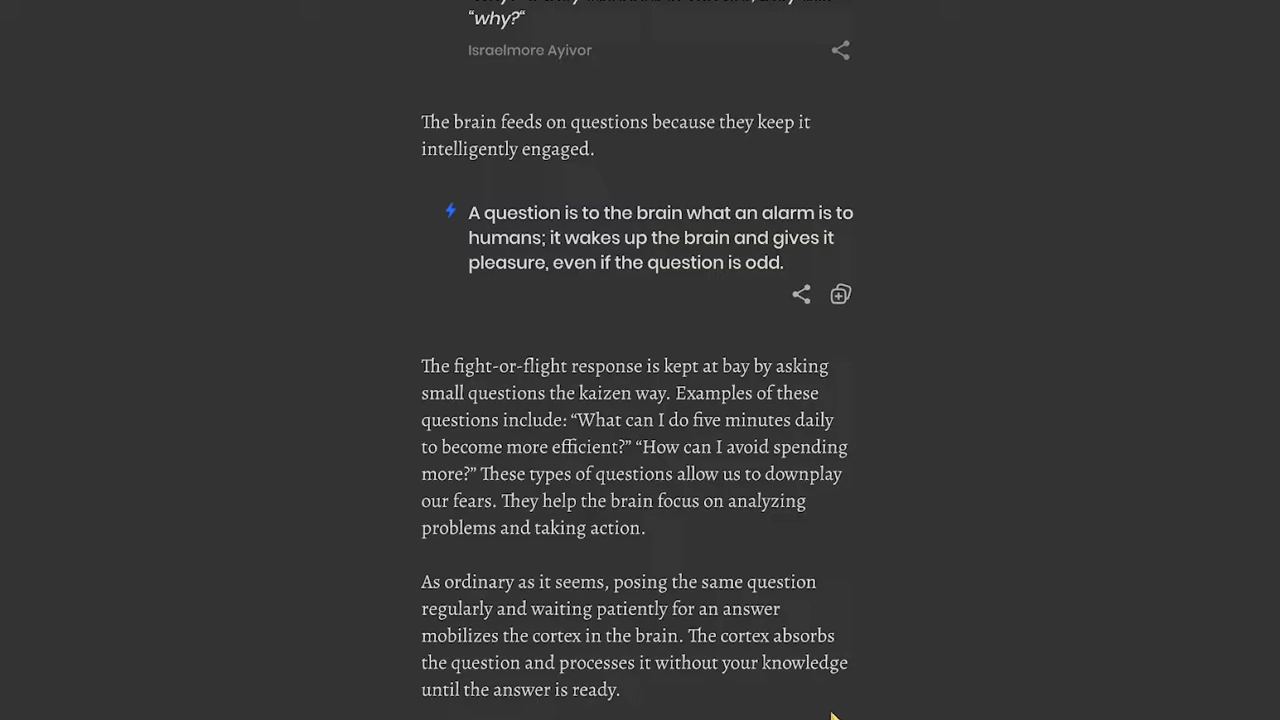 "why?"
Israelmore Ayivor
The brain feeds on questions because they keep it
intelligently engaged.
A question is to the brain what an alarm is to
humans; it wakes up the brain and gives it
pleasure, even if the question is odd.
The fight-or-flight response is kept at bay by asking
small questions the kaizen way. Examples of these
questions include: “What can I do five minutes daily
to become more efficient?” “How can I avoid spending
more?” These types of questions allow us to downplay
our fears. They help the brain focus on analyzing
problems and taking action.
As ordinary as it seems, posing the same question
regularly and waiting patiently for an answer
mobilizes the cortex in the brain. The cortex absorbs
the question and processes it without your knowledge
until the answer is ready.